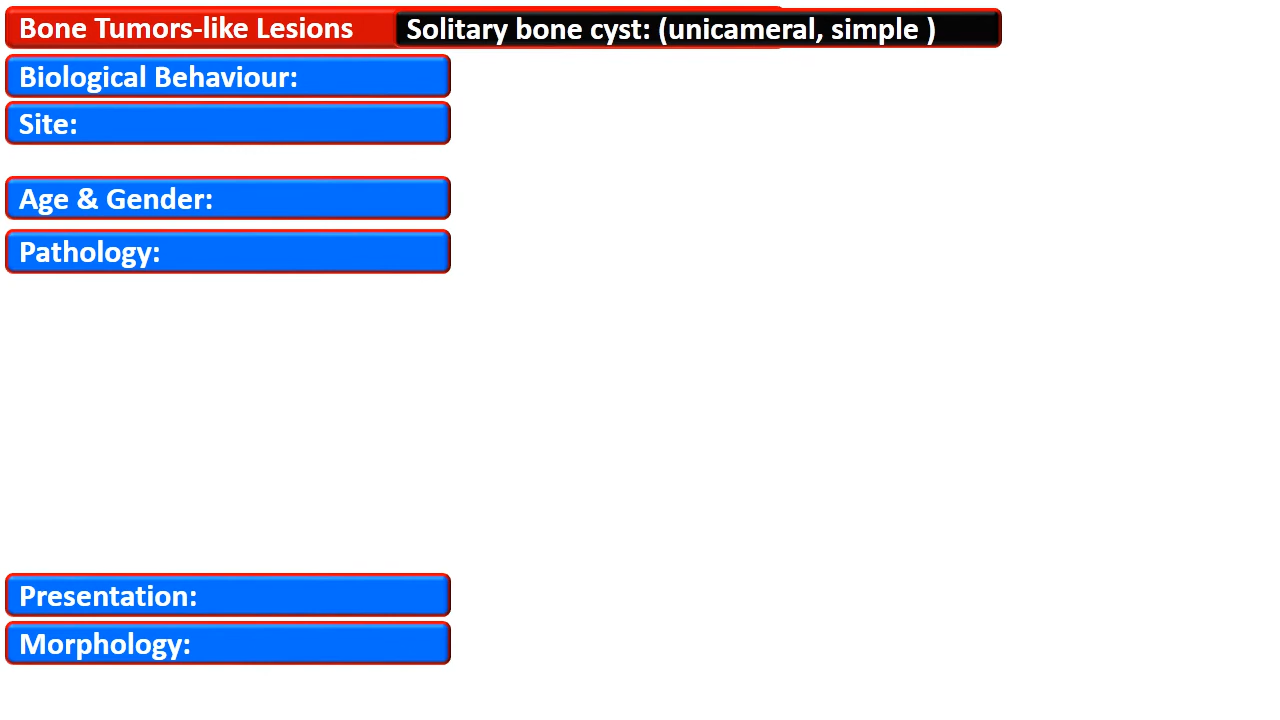 Bone Tumors-like Lesions Solitary bone cyst: (unicameral, simple )
Biological Behaviour:
Site:
Age & Gender:
Pathology:
Presentation:
Morphology: